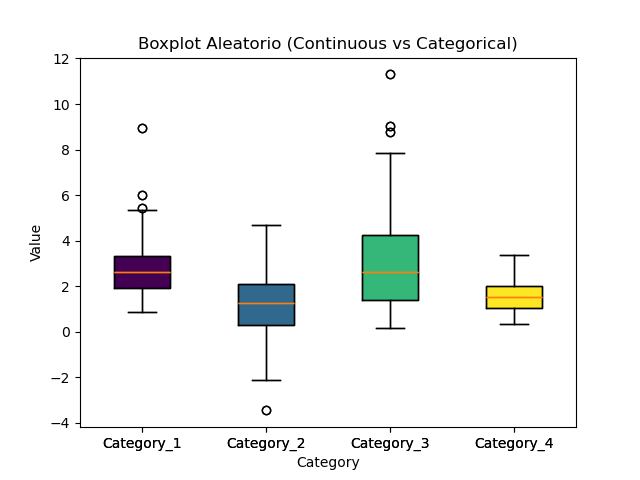 Boxplot Aleatorio (Continuous vs Categorical)
12
10
8
6
4
2
0
−2
−4
Value
Category_1 Category_2 Category_3 Category_4
Category